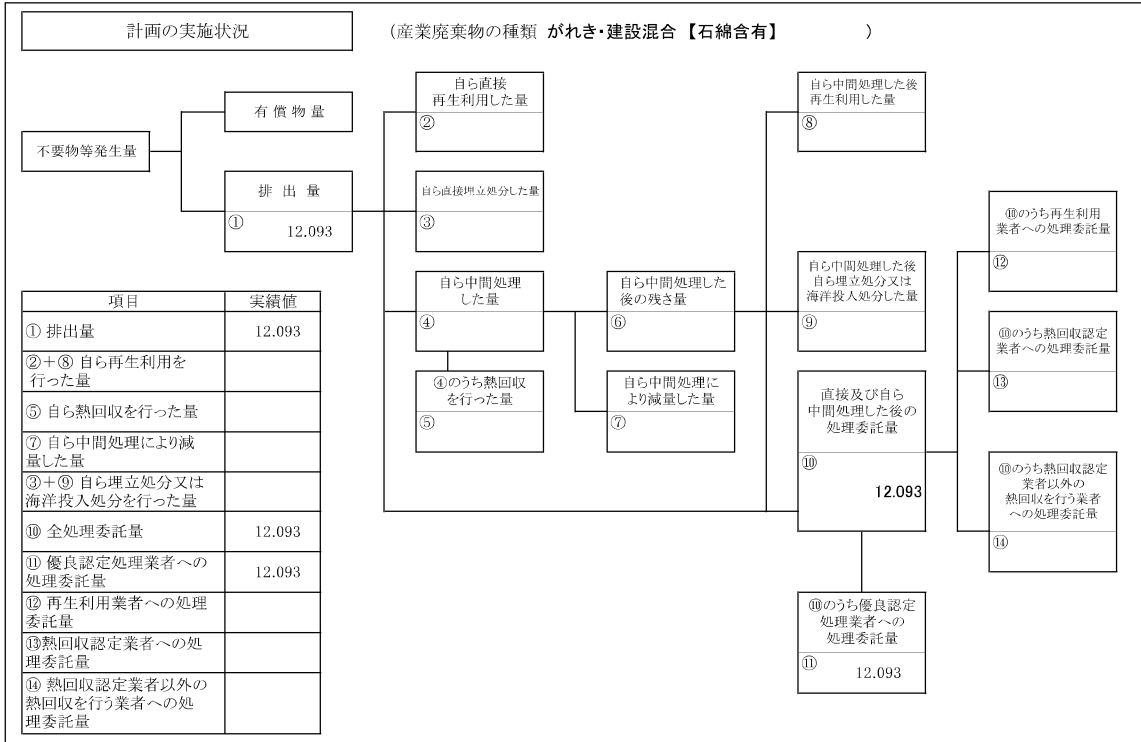 計画の実施状況
(産業廃棄物の種類 がれき・建設混合 【石綿含有】 )
不要物等発生量
有償物量
排出量
① 12.093
自ら直接
再生利用した量
②
自ら直接埋立処分した量
③
自ら中間処理
した量
④
④のうち熱回収
を行った量
⑤
自ら中間処理した
後の残さ量
⑥
自ら中間処理に
より減量した量
⑦
自ら中間処理した後
再生利用した量
⑧
自ら中間処理した後
自ら埋立処分又は
海洋投入処分した量
⑨
直接及び自ら
中間処理した後の
処理委託量
⑩
12.093
⑩のうち優良認定
処理業者への
処理委託量
⑪ 12.093
⑩のうち再生利用
業者への処理委託量
⑫
⑩のうち熱回収認定
業者への処理委託量
⑬
⑩のうち熱回収認定
業者以外の
熱回収を行う業者
への処理委託量
⑭
項目 実績値
① 排出量 12.093
②+⑧ 自ら再生利用を
行った量
⑤ 自ら熱回収を行った量
⑦ 自ら中間処理により減
量した量
③+⑨ 自ら埋立処分又は
海洋投入処分を行った量
⑩ 全処理委託量 12.093
⑪ 優良認定処理業者への
処理委託量 12.093
⑫ 再生利用業者への処理
委託量
⑬熱回収認定業者への処
理委託量
⑭ 熱回収認定業者以外の
熱回収を行う業者への処
理委託量